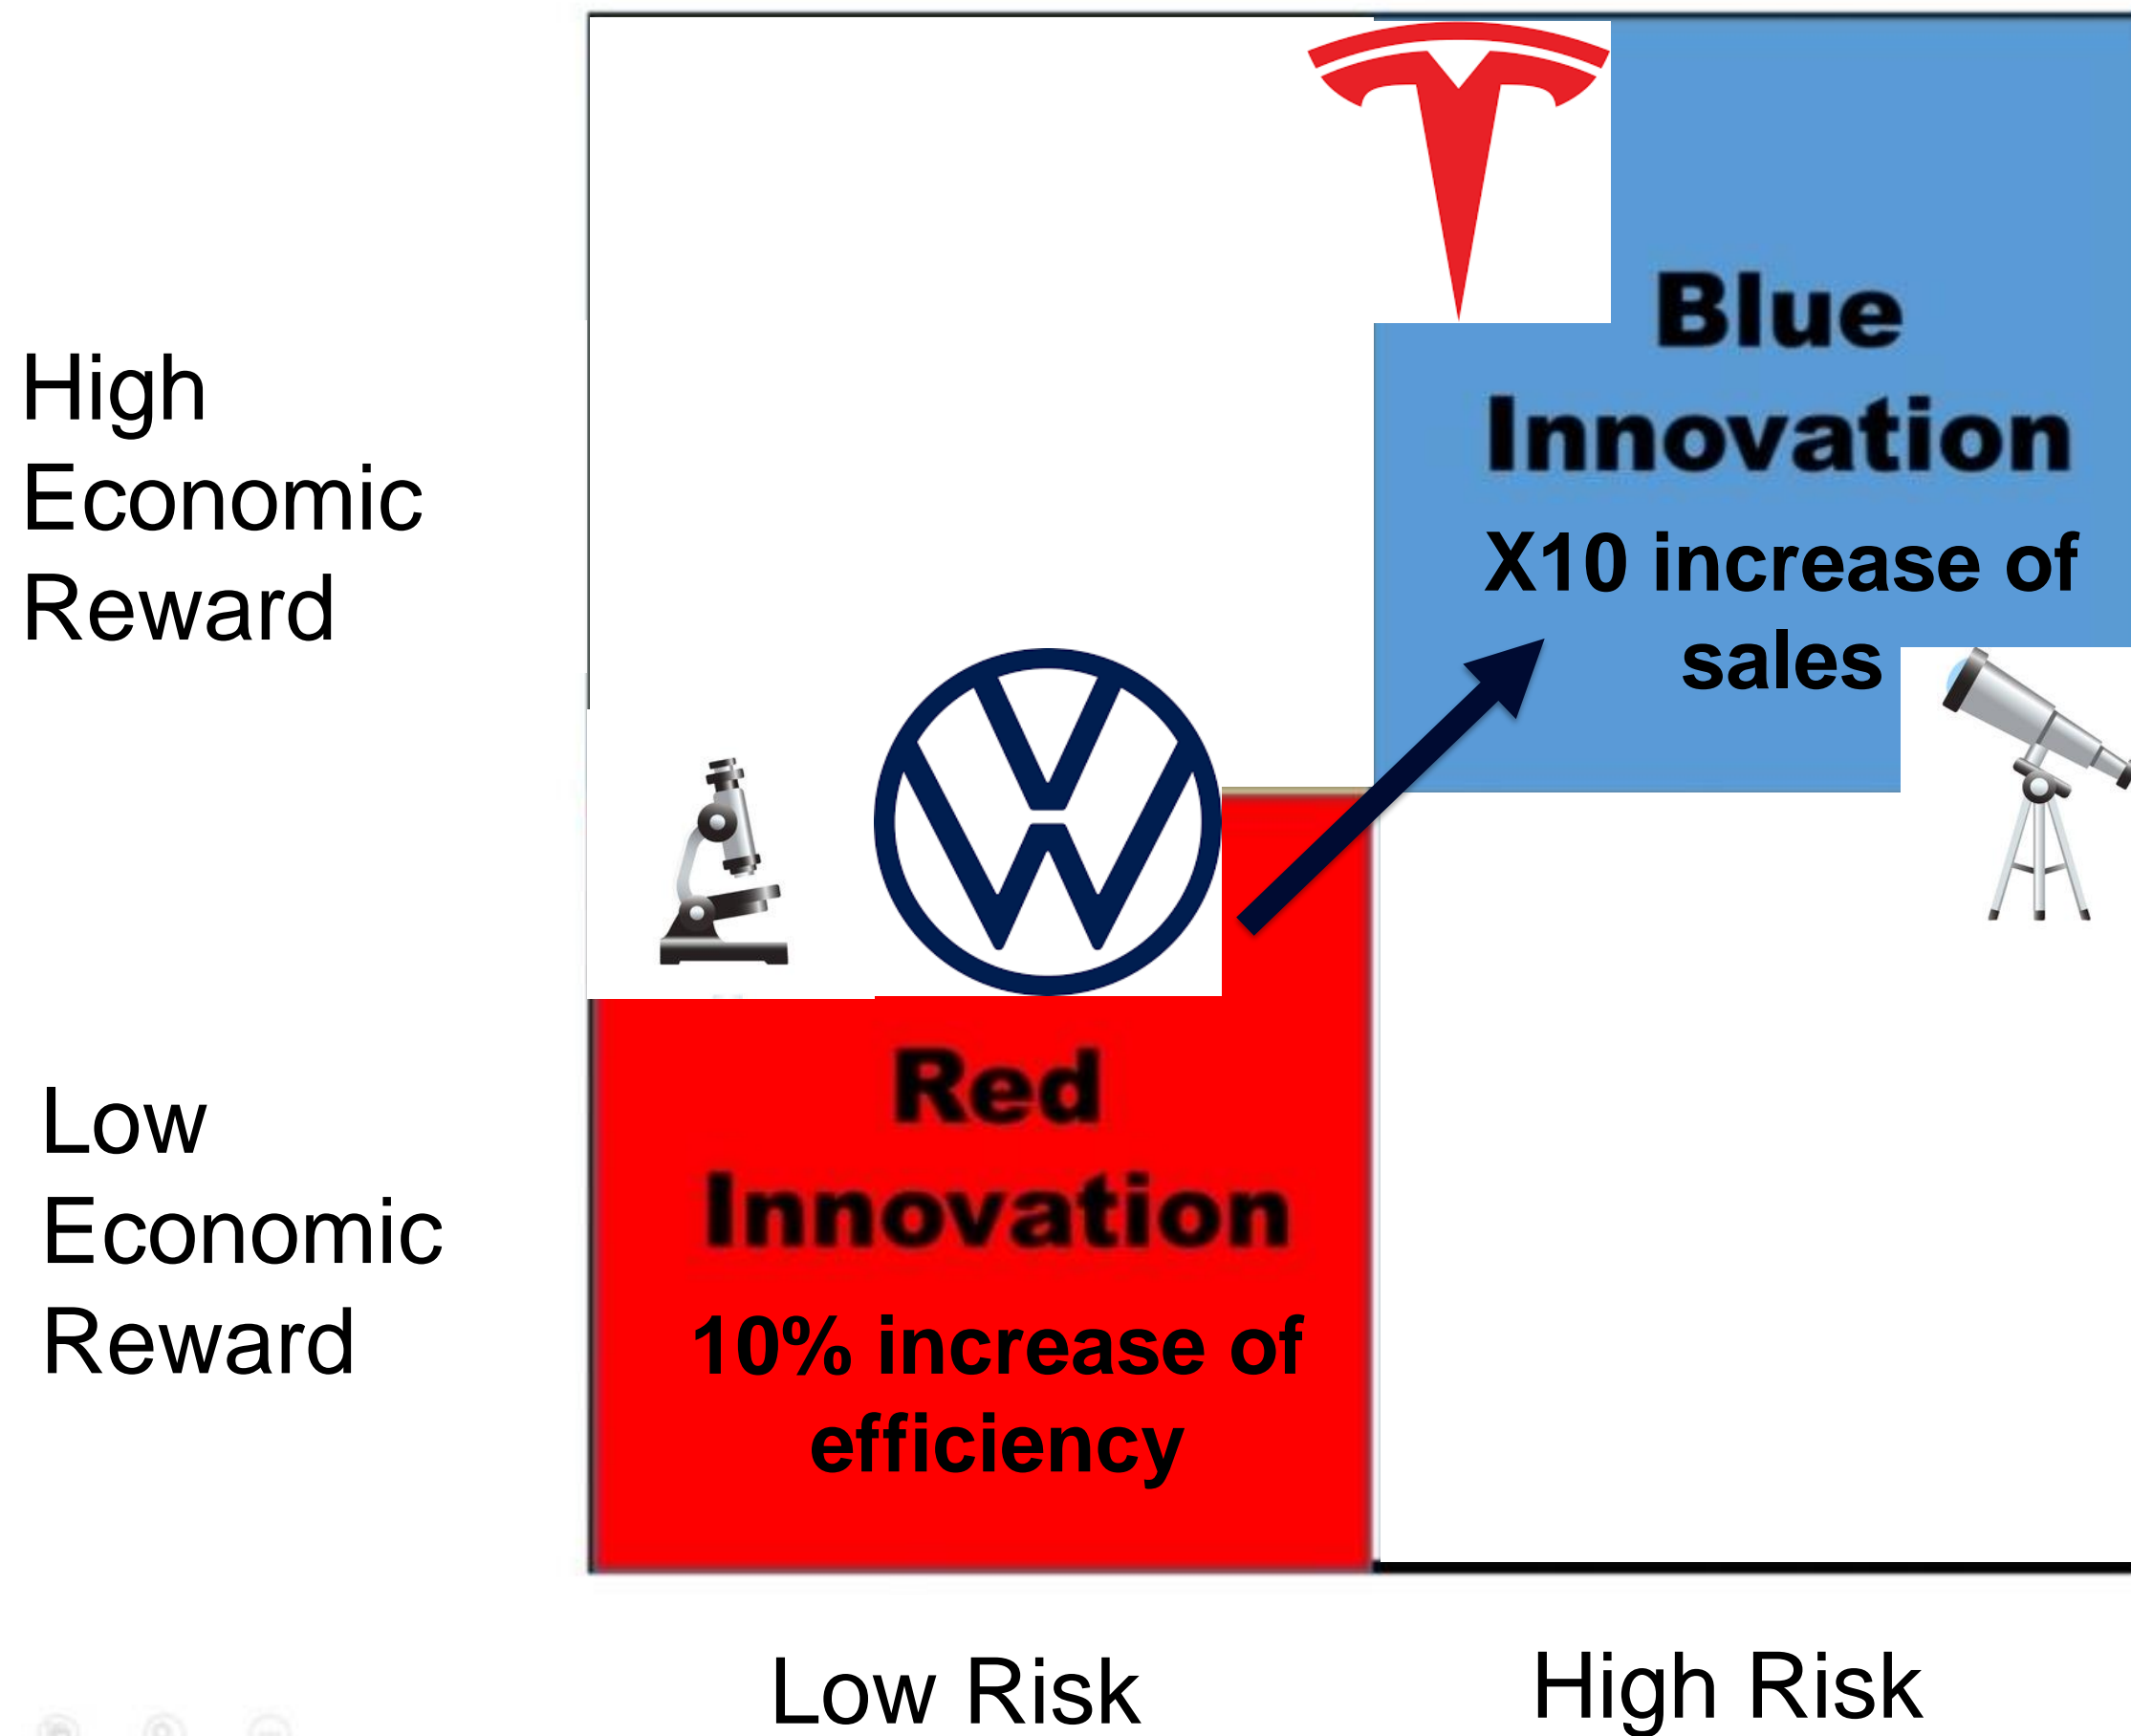 High
Economic
Reward
Blue
Innovation
X10 increase of
sales
Low
Economic
Reward
Red
Innovation
10% increase of
efficiency
Low Risk
High Risk